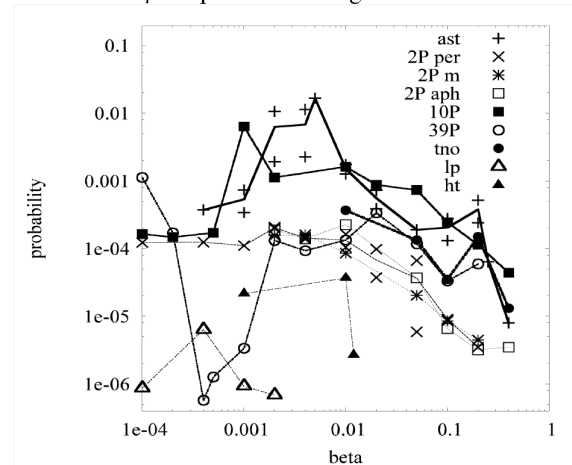 0.1
0.01
0.001
1e-04
1e-05
1e-06
probability
ast
2P per
2P m
2P aph
10P
39P
tno
lp
ht
1e-04 0.001 0.01 0.1 1
beta